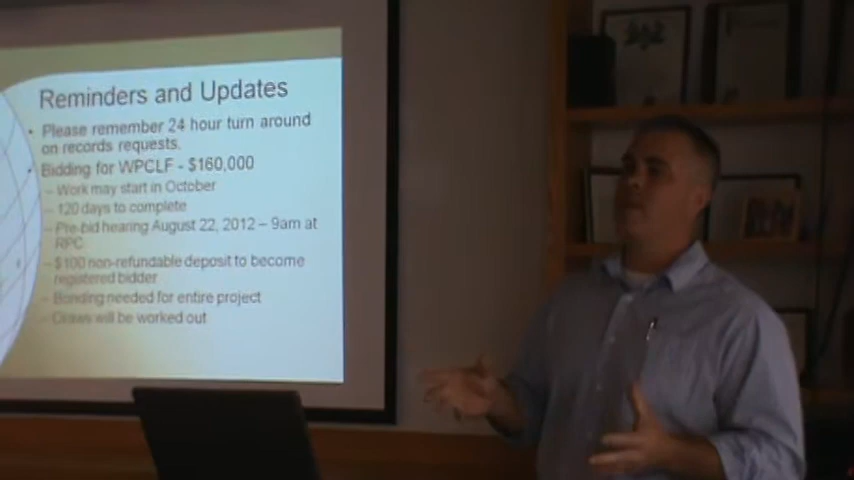 Reminders and Updates
• Please remember 24 hour turn around
on records requests.
• Bidding for WPCLF - $160,000
– Work may start in October
– 120 days to complete
– Pre-bid hearing August 22, 2012 – 9am at
RPC
– $100 non-refundable deposit to become
registered bidder
– Bonding needed for entire project
– Draws will be worked out